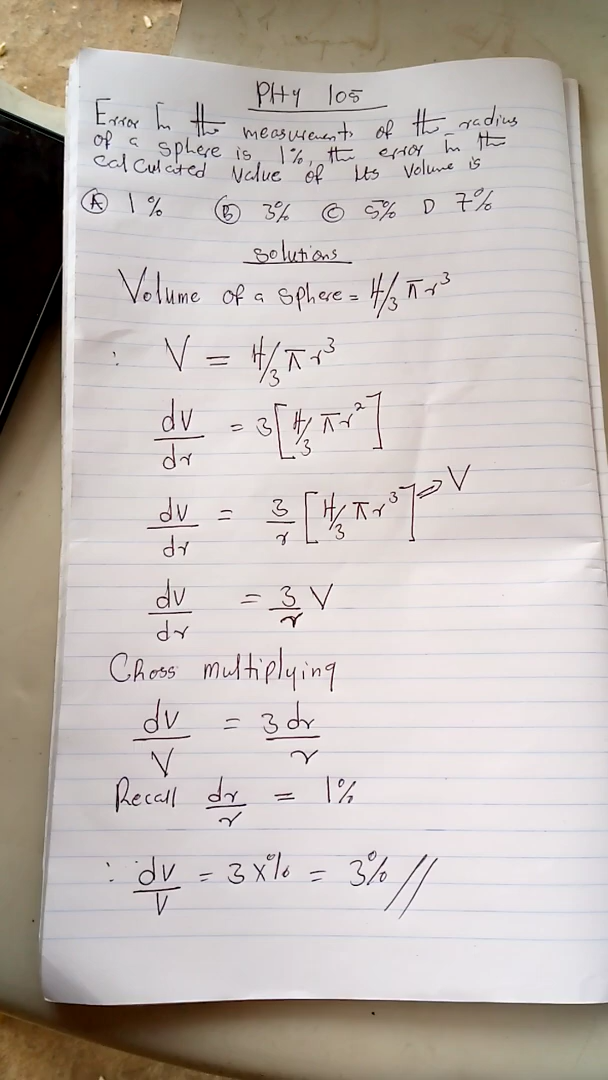 PHY 105
Error In the measurements of the radius
of a sphere is 1%, the error In the
calculated value of Its volume is
Ⓐ 1% Ⓑ 3% Ⓒ 5% D 7%
Solutions
Volume of a sphere = 4/3 πr³
: V = 4/3 πr³
dv/dr = 3[4/3 πr²]
dv/dr = 3/r [4/3 πr³] ⇒ V
dv/dr = 3/r V
Cross multiplying
dv/V = 3dr/r
Recall dr/r = 1%
: dv/V = 3 x % = 3% //